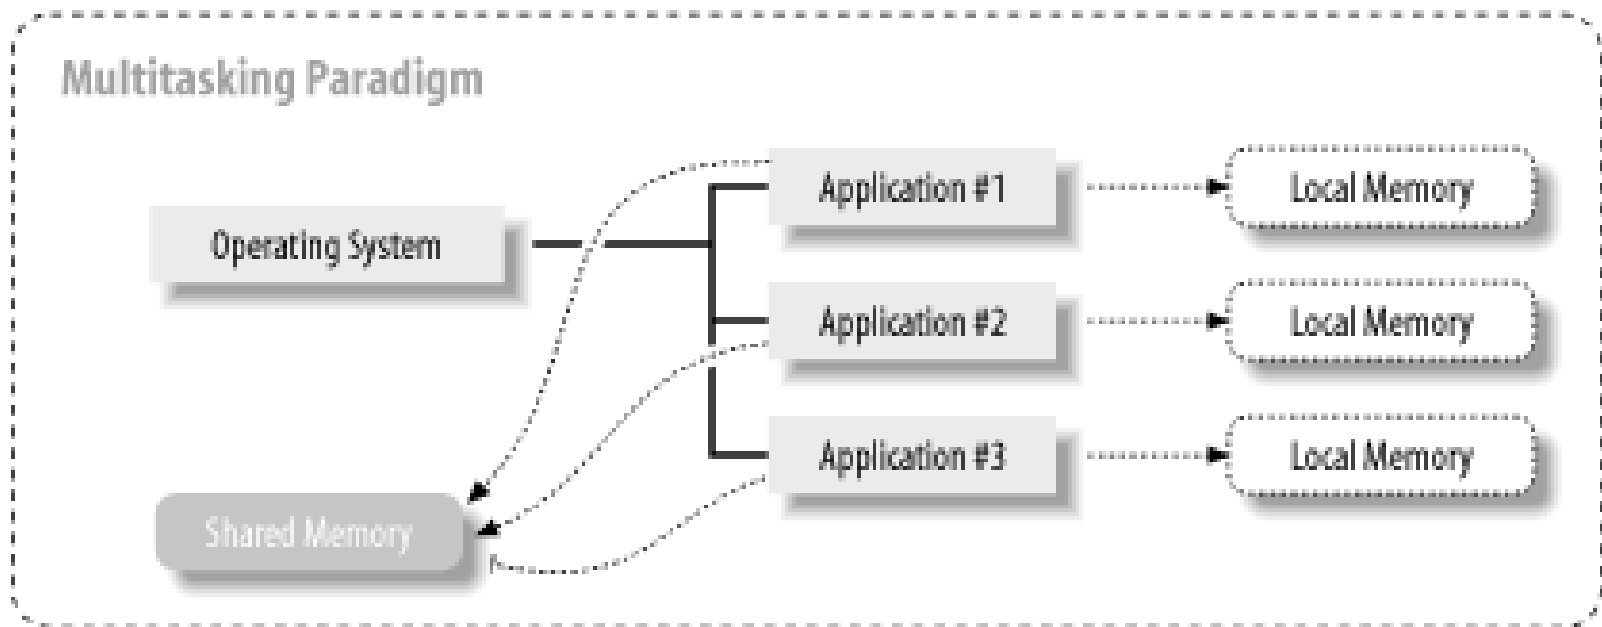 Multitasking Paradigm
Application #1
Local Memory
Operating System
Application #2
Local Memory
Application #3
Local Memory
Shared Memory